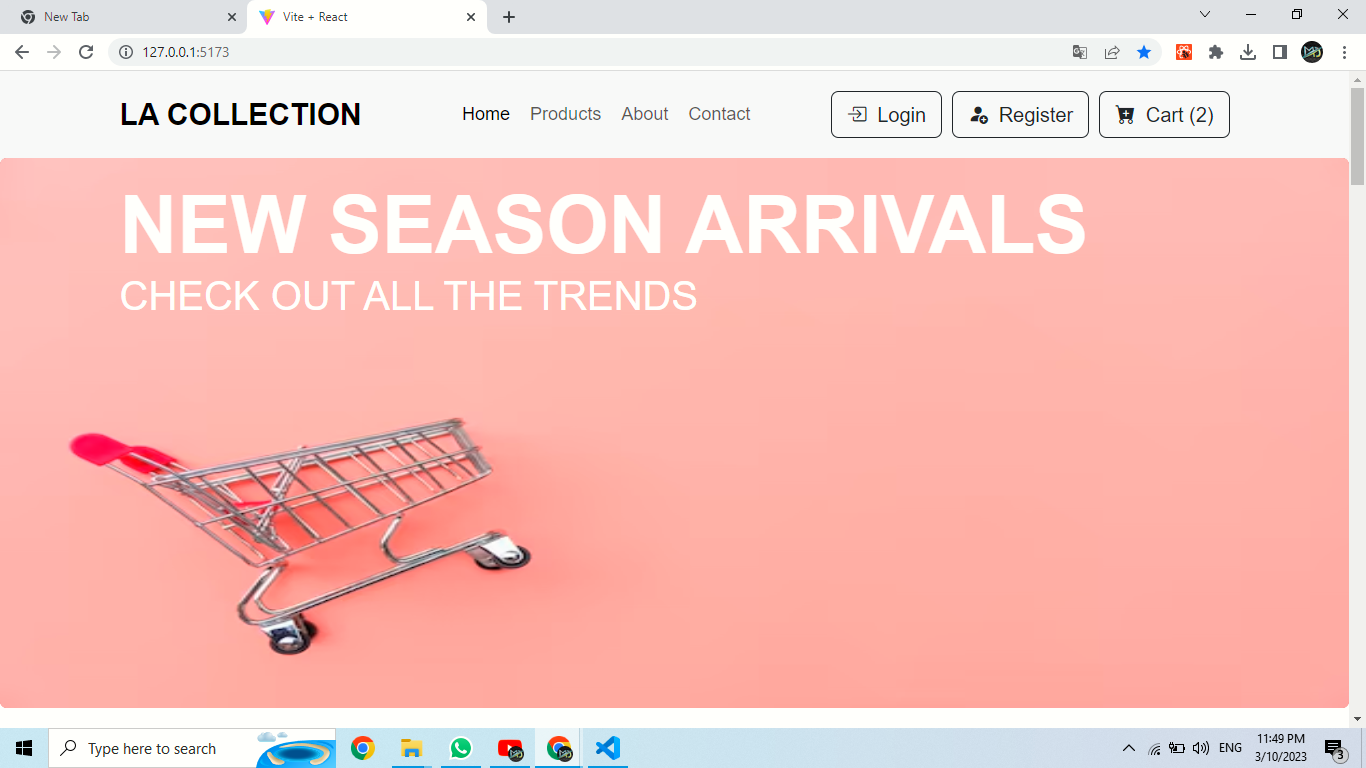 New Tab
Vite + React
127.0.0.1:5173
LA COLLECTION
Home Products About Contact
Login Register Cart (2)
NEW SEASON ARRIVALS
CHECK OUT ALL THE TRENDS
Type here to search
ENG
11:49 PM
3/10/2023
3